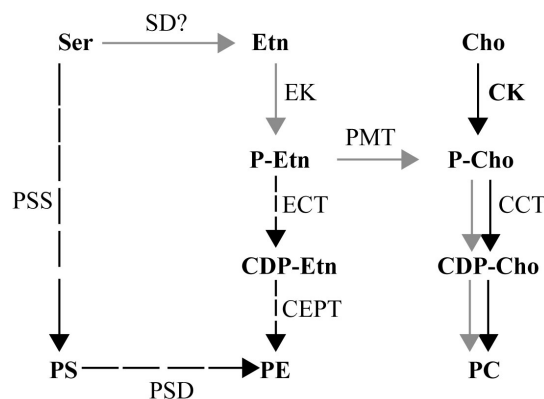 SD?
Ser
Etn
Cho
EK
CK
PMT
P-Etn
P-Cho
PSS
ECT
CCT
CDP-Etn
CDP-Cho
CEPT
PS
PE
PC
PSD